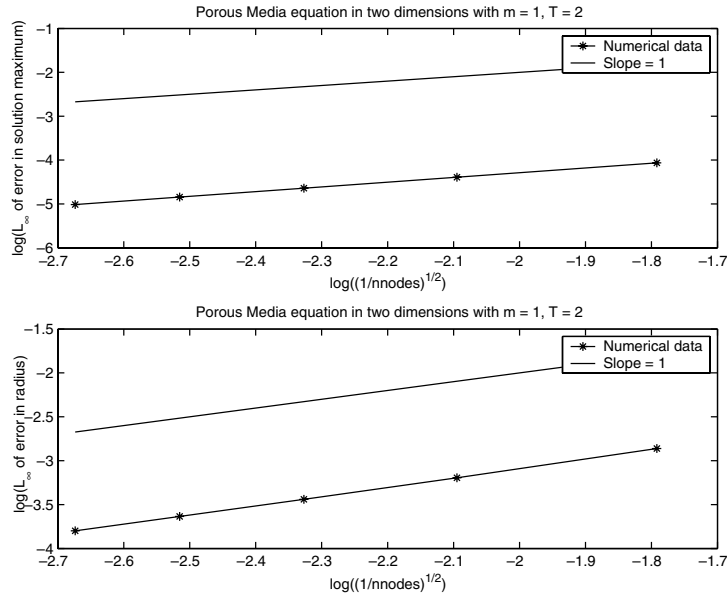 Porous Media equation in two dimensions with m = 1, T = 2
log(L∞ of error in solution maximum)
−1
−2
−3
−4
−5
−6
Numerical data
Slope = 1
−2.7 −2.6 −2.5 −2.4 −2.3 −2.2 −2.1 −2 −1.9 −1.8 −1.7
log((1/nnodes)^1/2)
Porous Media equation in two dimensions with m = 1, T = 2
log(L∞ of error in radius)
−1.5
−2
−2.5
−3
−3.5
−4
Numerical data
Slope = 1
−2.7 −2.6 −2.5 −2.4 −2.3 −2.2 −2.1 −2 −1.9 −1.8 −1.7
log((1/nnodes)^1/2)